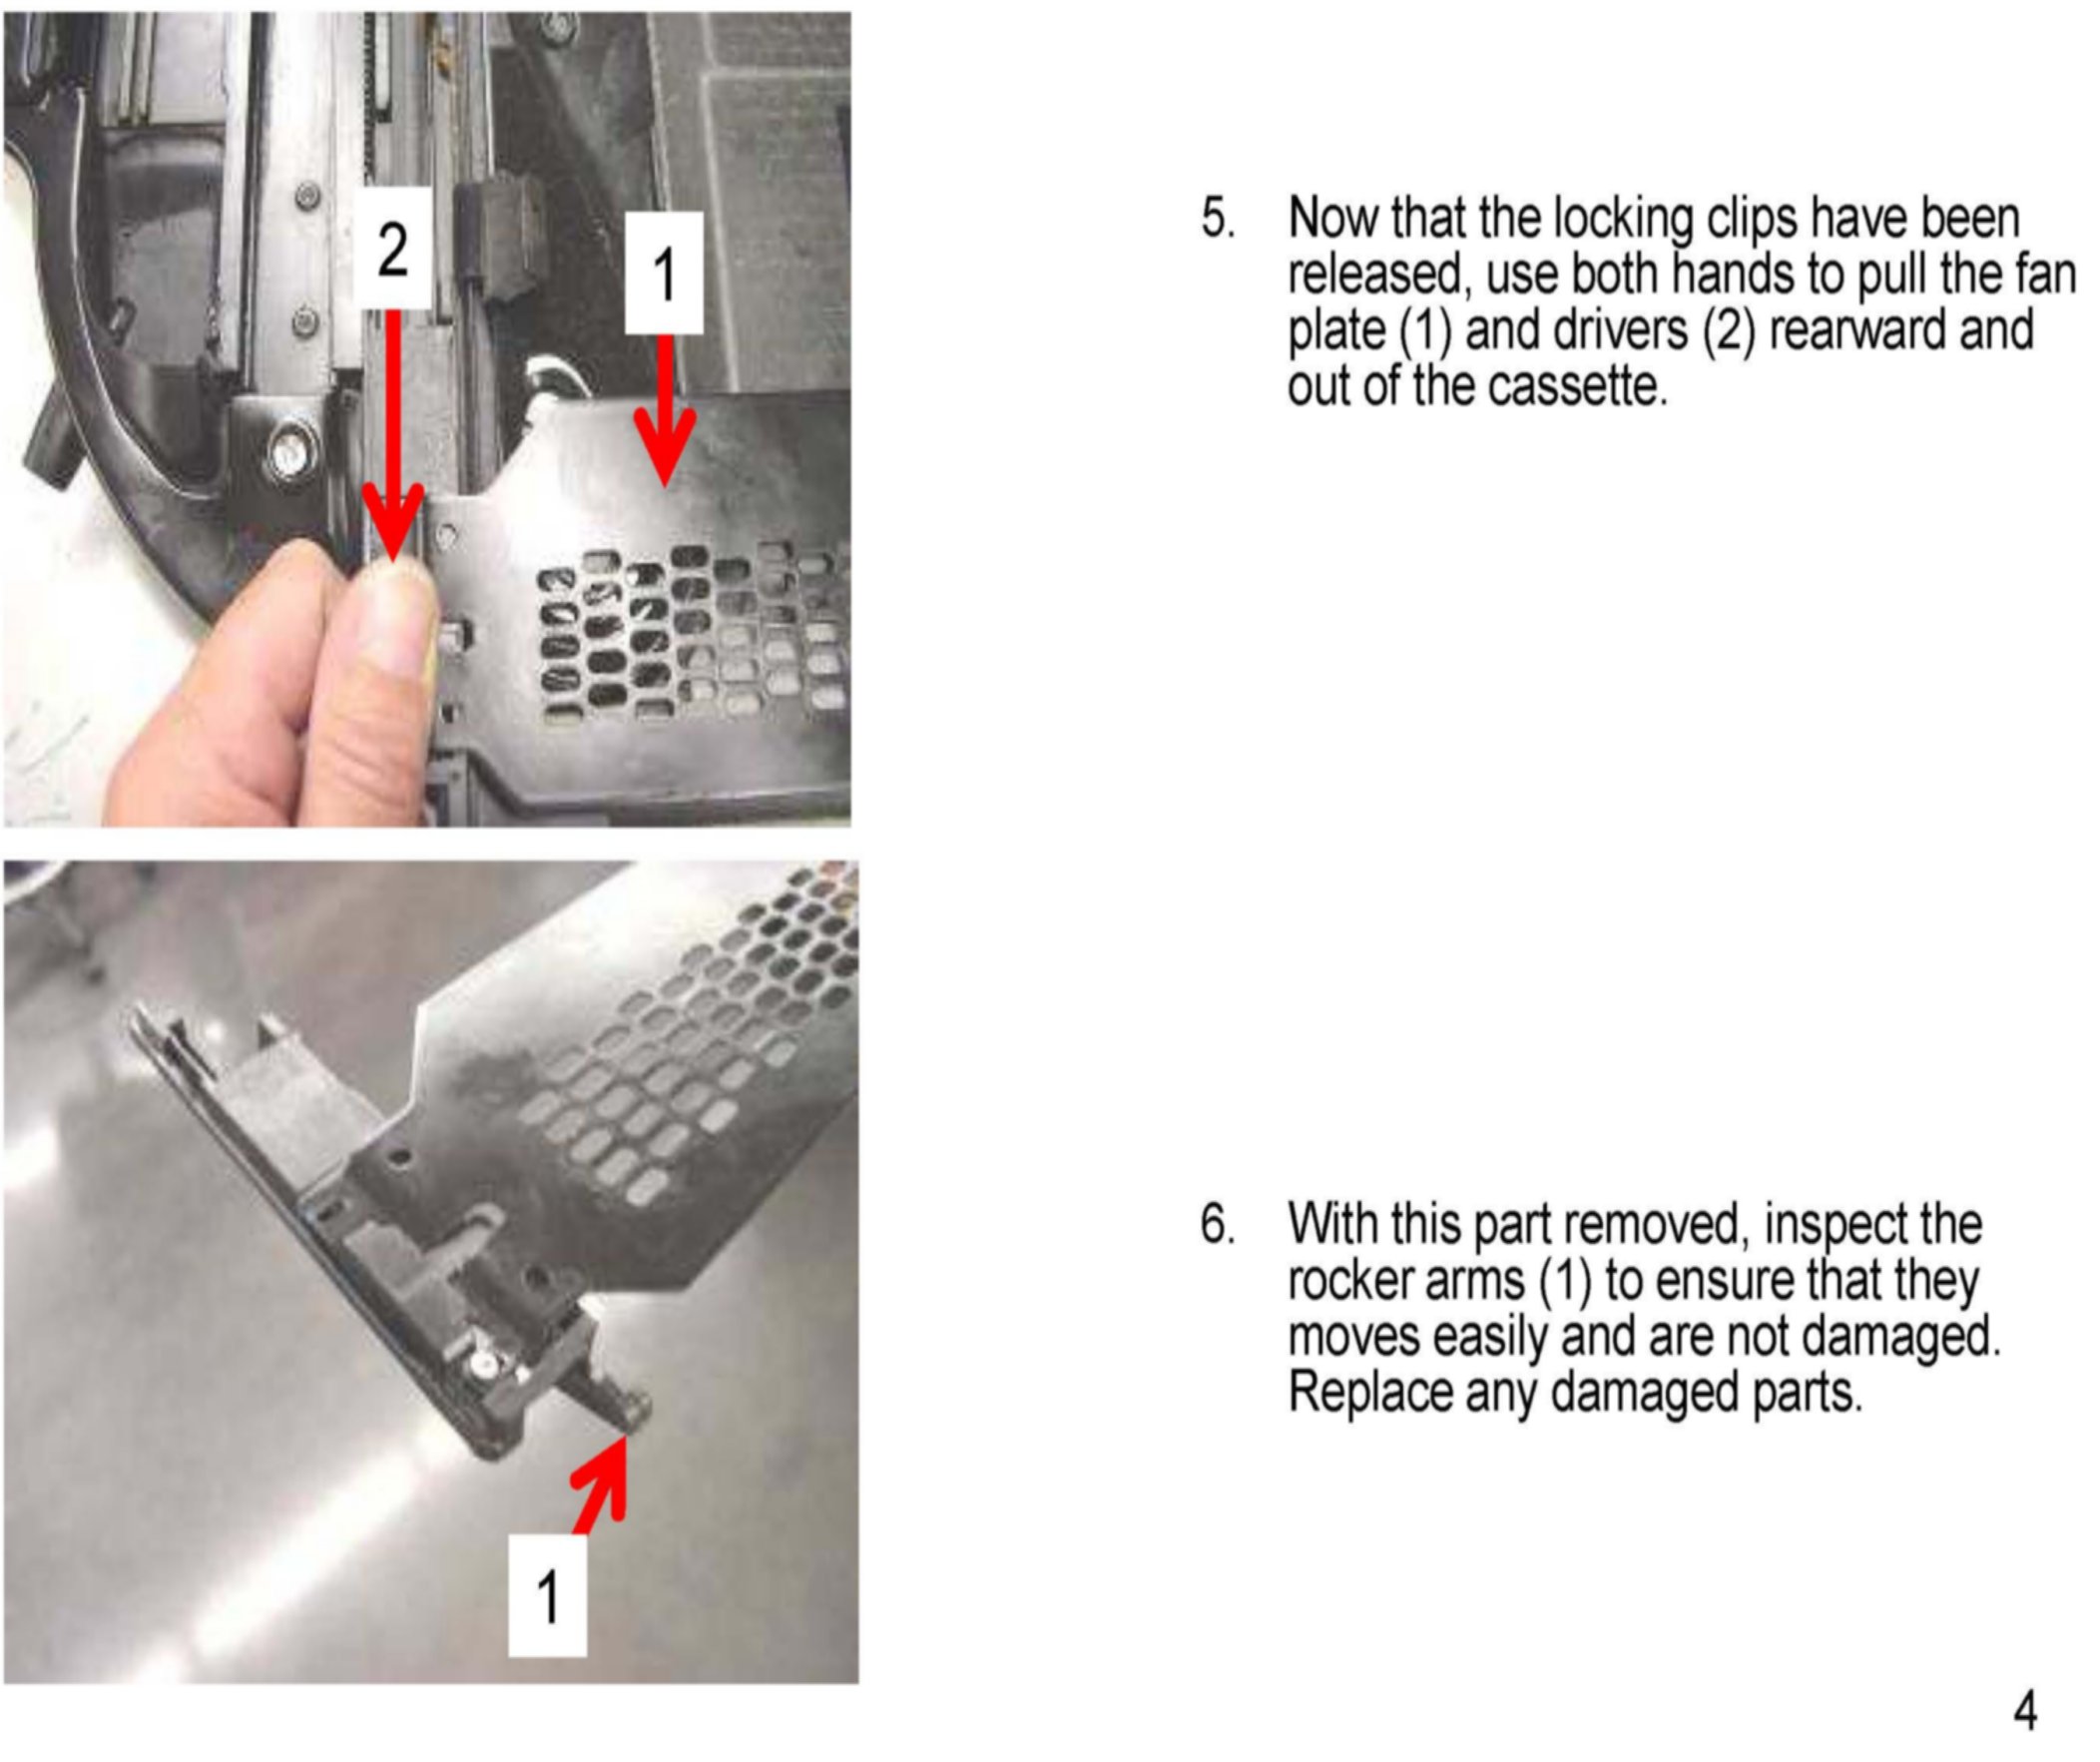 2
1
5. Now that the locking clips have been
released, use both hands to pull the fan
plate (1) and drivers (2) rearward and
out of the cassette.
1
6. With this part removed, inspect the
rocker arms (1) to ensure that they
moves easily and are not damaged.
Replace any damaged parts.
4